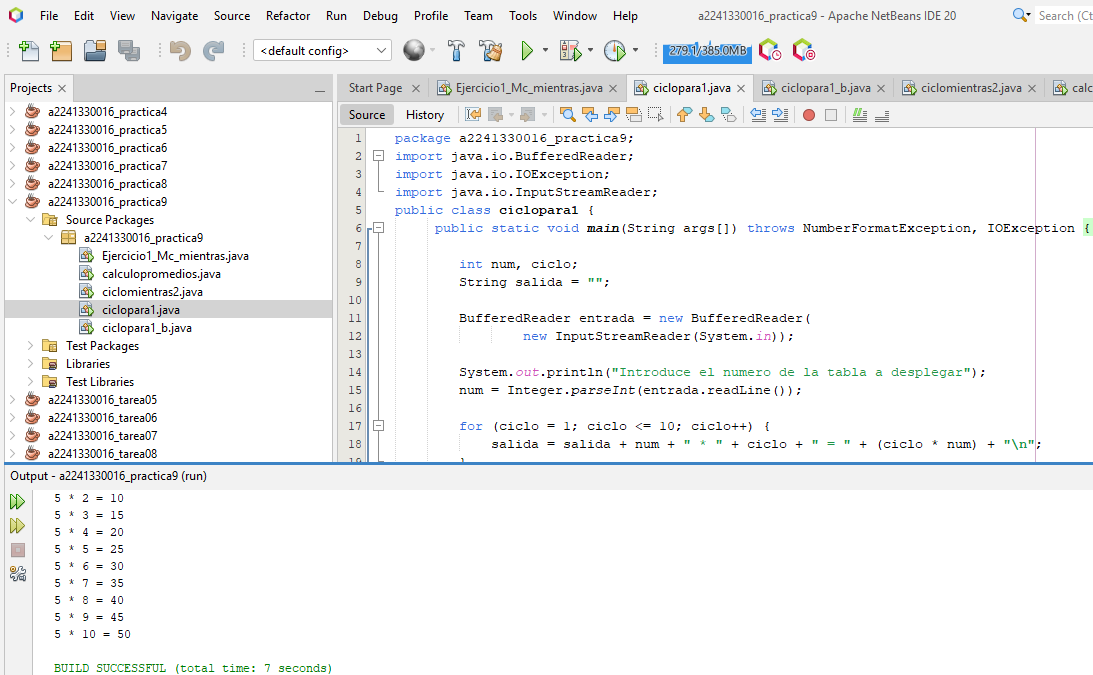 File Edit View Navigate Source Refactor Run Debug Profile Team Tools Window Help a2241330016_practica9 - Apache NetBeans IDE 20 Search (Ct
<default config> 279.1/385.0MB
Projects
Start Page Ejercicio1_Mc_mientras.java ciclopara1.java ciclopara1_b.java ciclomientras2.java calc
a2241330016_practica4
a2241330016_practica5
a2241330016_practica6
a2241330016_practica7
a2241330016_practica8
a2241330016_practica9
Source Packages
a2241330016_practica9
Ejercicio1_Mc_mientras.java
calculopromedios.java
ciclomientras2.java
ciclopara1.java
ciclopara1_b.java
Test Packages
Libraries
Test Libraries
a2241330016_tarea05
a2241330016_tarea06
a2241330016_tarea07
a2241330016_tarea08
Source History
1 package a2241330016_practica9;
2 import java.io.BufferedReader;
3 import java.io.IOException;
4 import java.io.InputStreamReader;
5 public class ciclopara1 {
6 public static void main(String args[]) throws NumberFormatException, IOException {
7
8 int num, ciclo;
9 String salida = "";
10
11 BufferedReader entrada = new BufferedReader(
12 new InputStreamReader(System.in));
13
14 System.out.println("Introduce el numero de la tabla a desplegar");
15 num = Integer.parseInt(entrada.readLine());
16
17 for (ciclo = 1; ciclo <= 10; ciclo++) {
18 salida = salida + num + " * " + ciclo + " = " + (ciclo * num) + "\n";
19 }
Output - a2241330016_practica9 (run)
5 * 2 = 10
5 * 3 = 15
5 * 4 = 20
5 * 5 = 25
5 * 6 = 30
5 * 7 = 35
5 * 8 = 40
5 * 9 = 45
5 * 10 = 50
BUILD SUCCESSFUL (total time: 7 seconds)